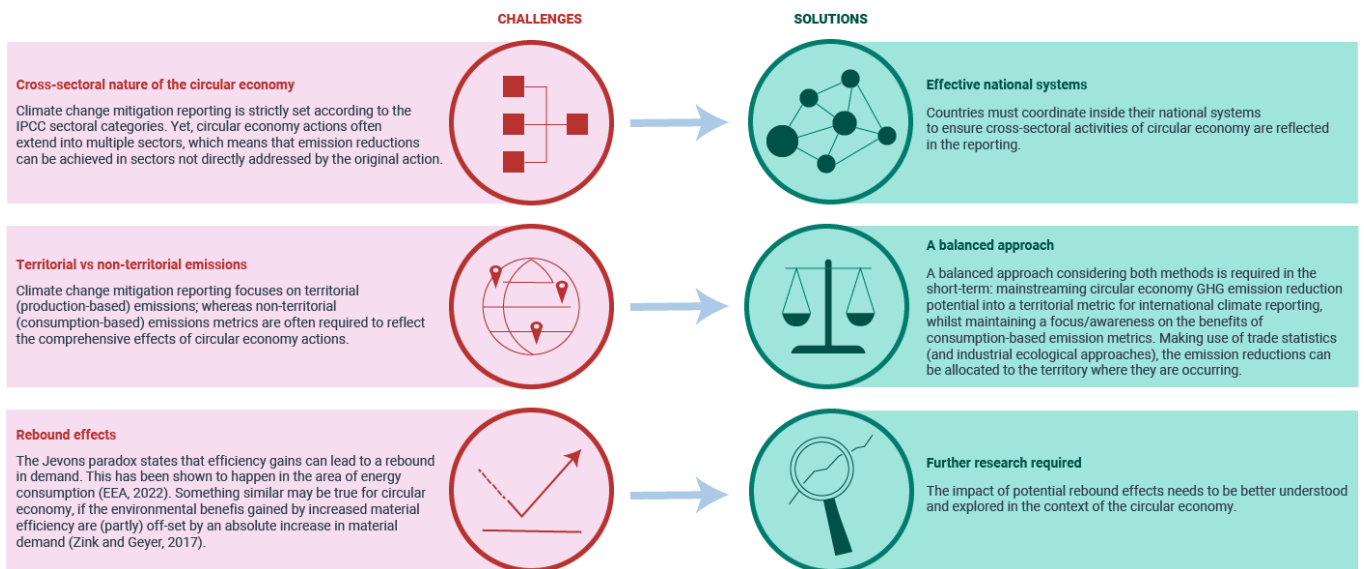 CHALLENGES
SOLUTIONS
Cross-sectoral nature of the circular economy
Climate change mitigation reporting is strictly set according to the
IPCC sectoral categories. Yet, circular economy actions often
extend into multiple sectors, which means that emission reductions
can be achieved in sectors not directly addressed by the original action.
Effective national systems
Countries must coordinate inside their national systems
to ensure cross-sectoral activities of circular economy are reflected
in the reporting.
Territorial vs non-territorial emissions
Climate change mitigation reporting focuses on territorial
(production-based) emissions; whereas non-territorial
(consumption-based) emissions metrics are often required to reflect
the comprehensive effects of circular economy actions.
A balanced approach
A balanced approach considering both methods is required in the
short-term: mainstreaming circular economy GHG emission reduction
potential into a territorial metric for international climate reporting,
whilst maintaining a focus/awareness on the benefits of
consumption-based emission metrics. Making use of trade statistics
(and industrial ecological approaches), the emission reductions can
be allocated to the territory where they are occurring.
Rebound effects
The Jevons paradox states that efficiency gains can lead to a rebound
in demand. This has been shown to happen in the area of energy
consumption (EEA, 2022). Something similar may be true for circular
economy, if the environmental benefis gained by increased material
efficiency are (partly) off-set by an absolute increase in material
demand (Zink and Geyer, 2017).
Further research required
The impact of potential rebound effects needs to be better understood
and explored in the context of the circular economy.